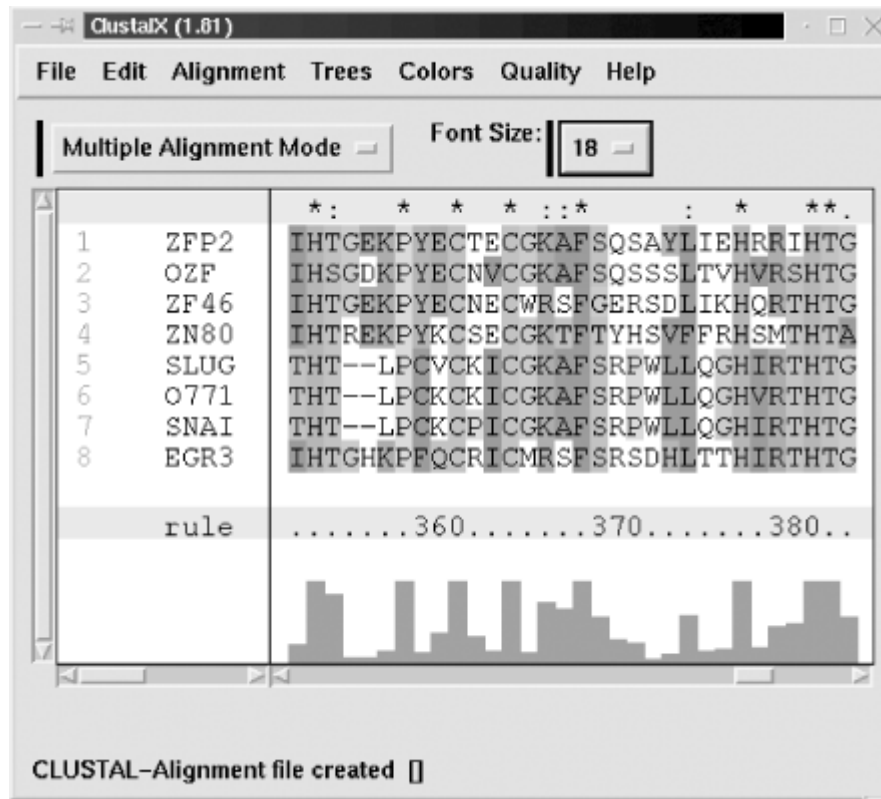 ClustalX (1.81)
File Edit Alignment Trees Colors Quality Help
Multiple Alignment Mode Font Size: 18
*: * * * ::* : * **.
1 ZFP2 IHTGEKPYECTECGKAFSQSAYLIEHRRIHTG
2 OZF IHSGDKPYECNVCGKAFSQSSSLTVHVRSHTG
3 ZF46 IHTGEKPYECNECWRSFGERSDLIKHQRTHTG
4 ZN80 IHTREKPYKCSECGKTFTYHSVFFRHSMTHTA
5 SLUG THT--LPCVCKICGKAFSRPWLLQGHIRTHTG
6 O771 THT--LPCKCKICGKAFSRPWLLQGHVRTHTG
7 SNAI THT--LPCKCPICGKAFSRPWLLQGHIRTHTG
8 EGR3 IHTGHKPFQCRICMRSFSRSDHLTTHIRTHTG
rule .......360.......370.......380..
CLUSTAL-Alignment file created []